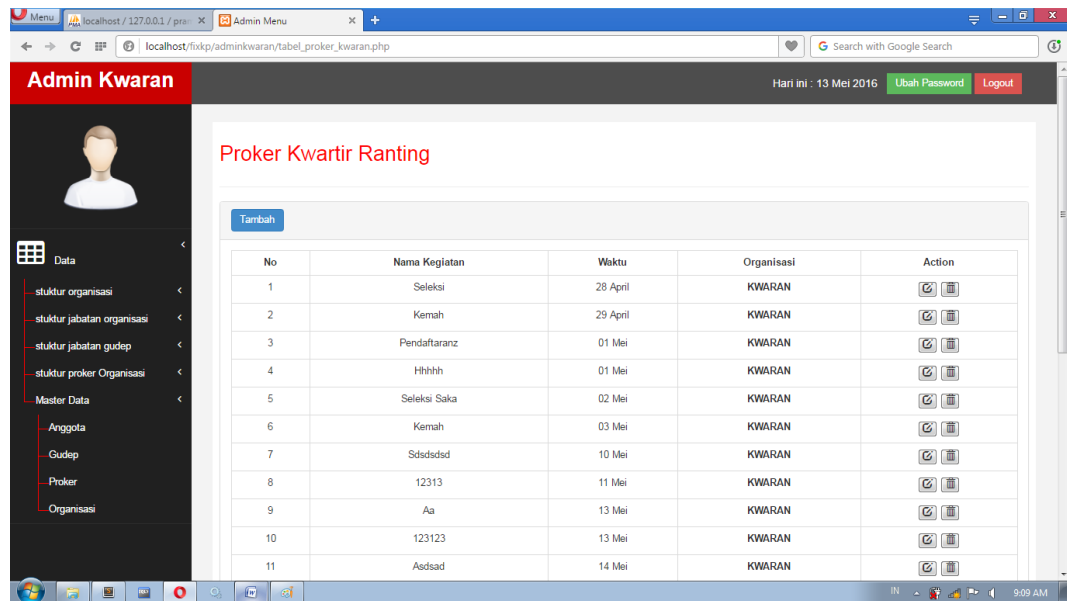 Menu
localhost / 127.0.0.1 / pram
Admin Menu
localhost/fixkp/adminkwaran/tabel_proker_kwaran.php
Search with Google Search
Admin Kwaran
Hari ini : 13 Mei 2016 Ubah Password Logout
Proker Kwartir Ranting
Tambah
Data
stuktur organisasi
stuktur jabatan organisasi
stuktur jabatan gudep
stuktur proker Organisasi
Master Data
Anggota
Gudep
Proker
Organisasi
No Nama Kegiatan Waktu Organisasi Action
1 Seleksi 28 April KWARAN
2 Kemah 29 April KWARAN
3 Pendaftaranz 01 Mei KWARAN
4 Hhhhh 01 Mei KWARAN
5 Seleksi Saka 02 Mei KWARAN
6 Kemah 03 Mei KWARAN
7 Sdsdsdsd 10 Mei KWARAN
8 12313 11 Mei KWARAN
9 Aa 13 Mei KWARAN
10 123123 13 Mei KWARAN
11 Asdsad 14 Mei KWARAN
IN 9:09 AM